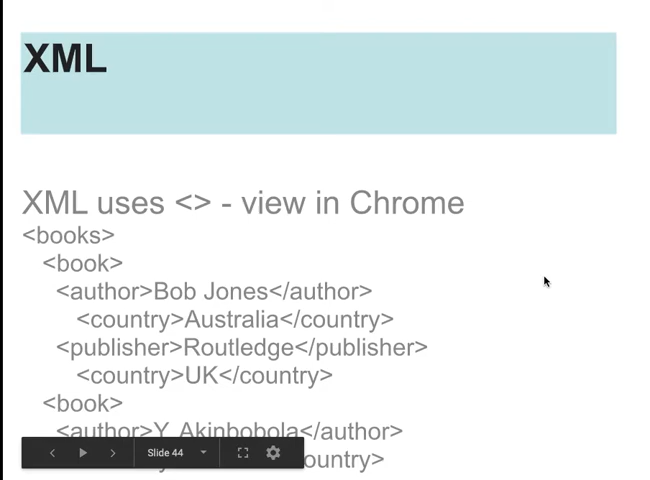 XML
XML uses <> - view in Chrome
<books>
<book>
<author>Bob Jones</author>
<country>Australia</country>
<publisher>Routledge</publisher>
<country>UK</country>
<book>
<author>Y Akinbobola</author>
Slide 44
ountry>